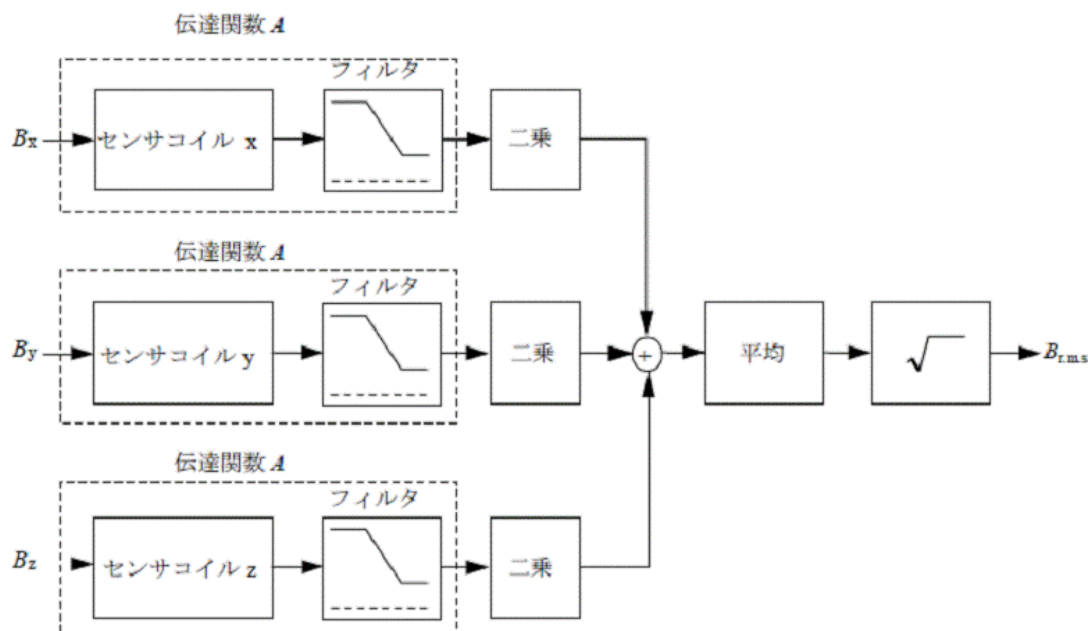 伝達関数 A
フィルタ
Bx
センサコイル x
二乗
伝達関数 A
フィルタ
By
センサコイル y
二乗
+
平均
√
Br.m.s
伝達関数 A
フィルタ
Bz
センサコイル z
二乗